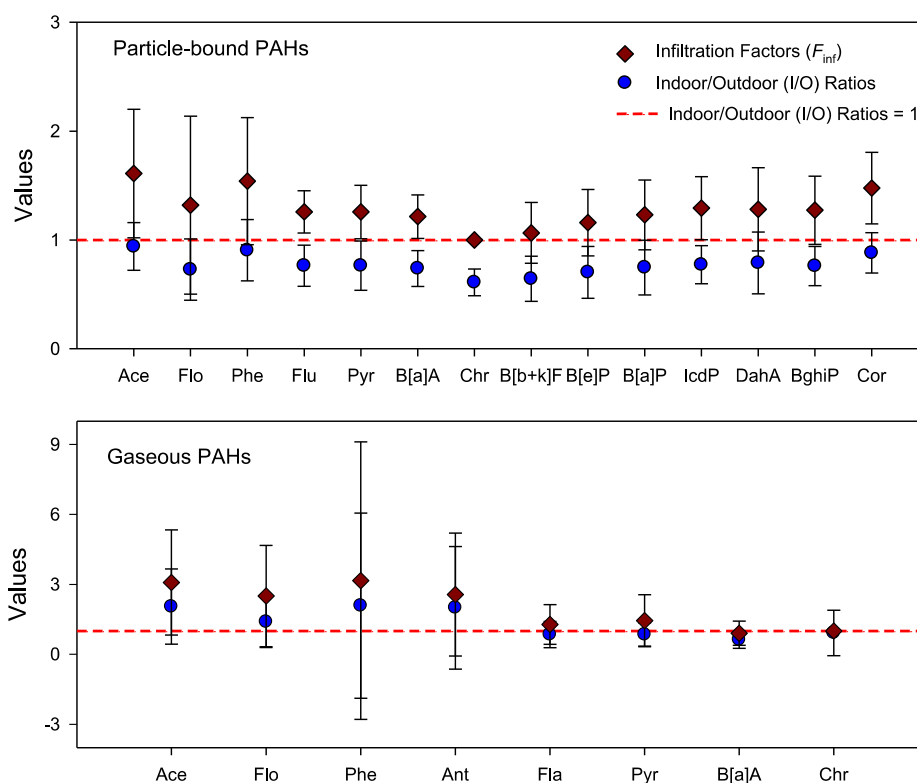 3
Particle-bound PAHs
Infiltration Factors (Finf)
Indoor/Outdoor (I/O) Ratios
Indoor/Outdoor (I/O) Ratios = 1
2
Values
1
0
Ace Flo Phe Flu Pyr B[a]A Chr B[b+k]F B[e]P B[a]P IcdP DahA BghiP Cor
9
Gaseous PAHs
6
Values
3
0
-3
Ace Flo Phe Ant Fla Pyr B[a]A Chr